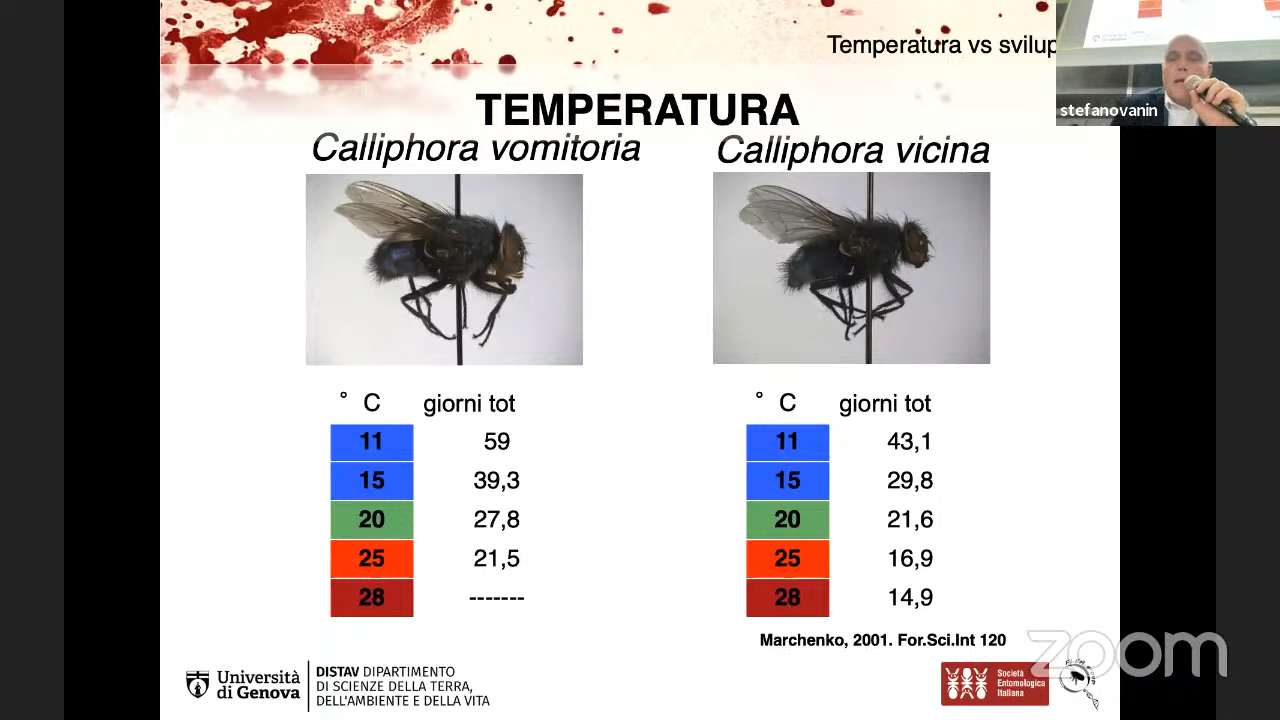 Temperatura vs svilup
stefanovanin
TEMPERATURA
Calliphora vomitoria
Calliphora vicina
° C giorni tot
11 59
15 39,3
20 27,8
25 21,5
28 -------
° C giorni tot
11 43,1
15 29,8
20 21,6
25 16,9
28 14,9
Marchenko, 2001. For.Sci.Int 120
zoom
Università
di Genova
DISTAV DIPARTIMENTO
DI SCIENZE DELLA TERRA,
DELL'AMBIENTE E DELLA VITA
Società
Entomologica
Italiana